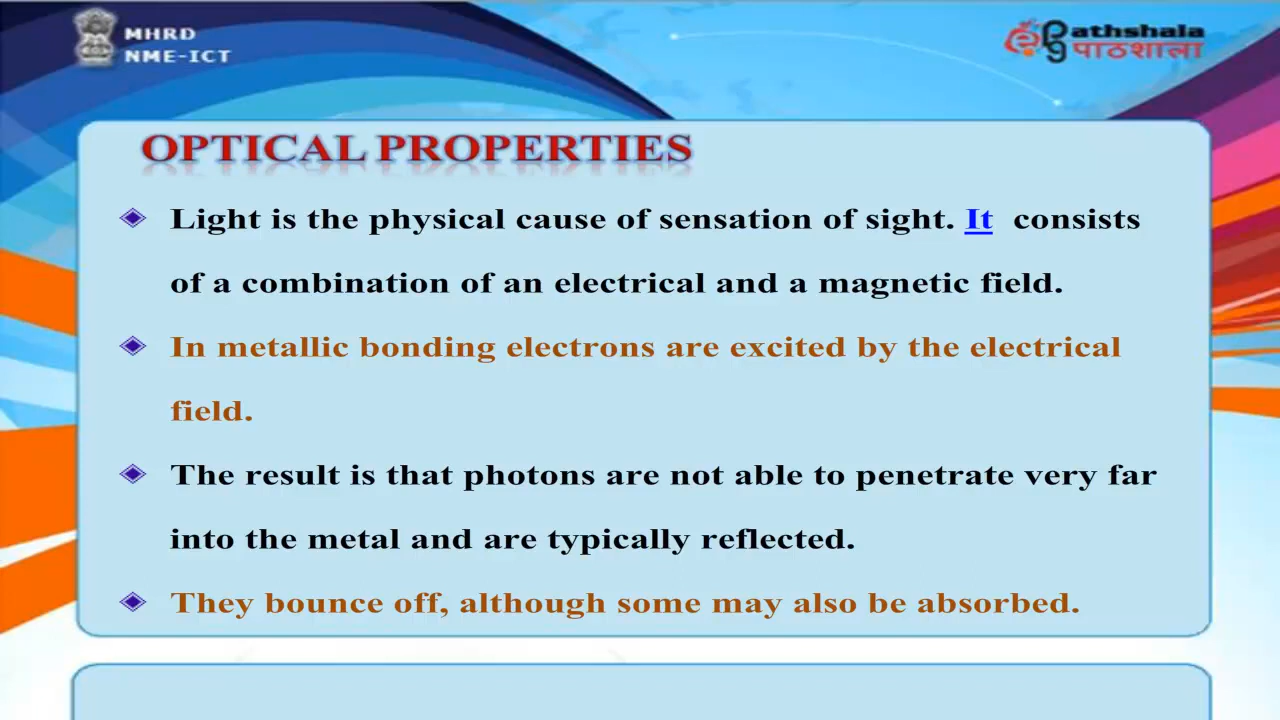 MHRD
NME-ICT
ePg athshala
पाठशाला
OPTICAL PROPERTIES
Light is the physical cause of sensation of sight. It consists
of a combination of an electrical and a magnetic field.
In metallic bonding electrons are excited by the electrical
field.
The result is that photons are not able to penetrate very far
into the metal and are typically reflected.
They bounce off, although some may also be absorbed.